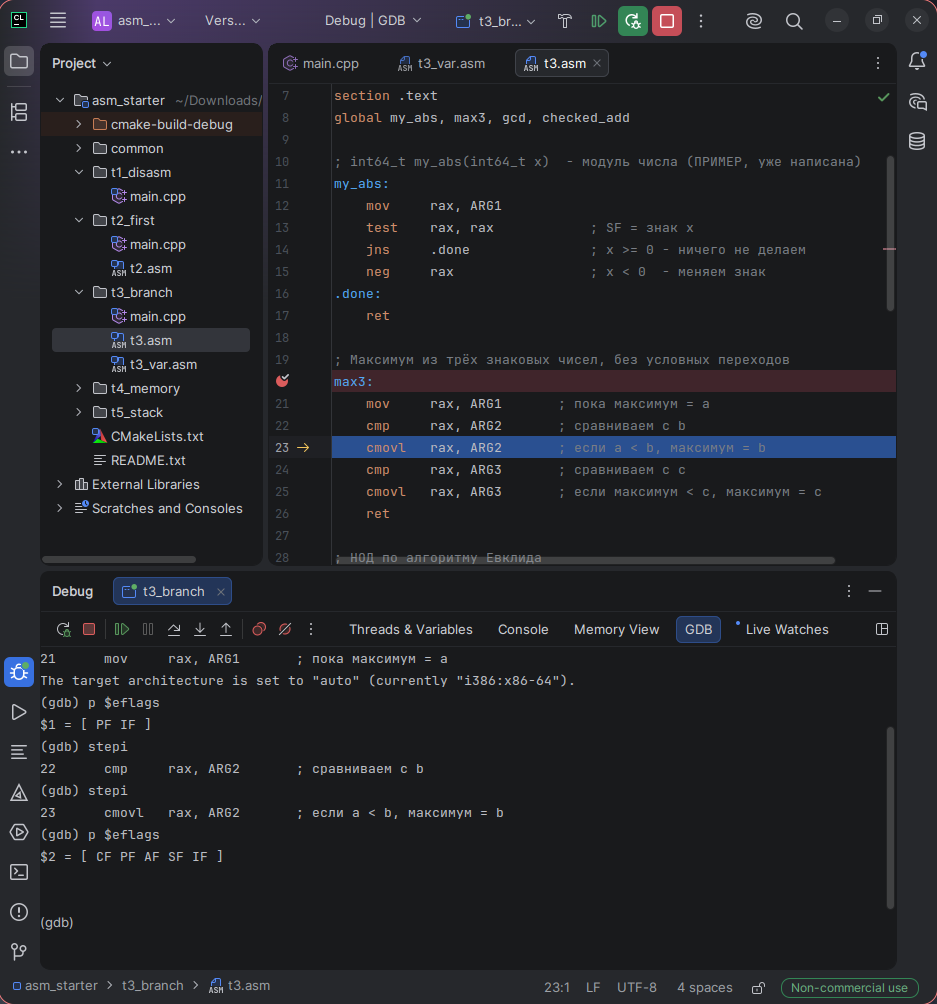 CL AL asm_... Vers... Debug | GDB t3_br...
Project
asm_starter ~/Downloads/
cmake-build-debug
common
t1_disasm
main.cpp
t2_first
main.cpp
ASM t2.asm
t3_branch
main.cpp
ASM t3.asm
ASM t3_var.asm
t4_memory
t5_stack
CMakeLists.txt
README.txt
External Libraries
Scratches and Consoles
main.cpp ASM t3_var.asm ASM t3.asm
7 section .text
8 global my_abs, max3, gcd, checked_add
9
10 ; int64_t my_abs(int64_t x) - модуль числа (ПРИМЕР, уже написана)
11 my_abs:
12 mov rax, ARG1
13 test rax, rax ; SF = знак x
14 jns .done ; x >= 0 - ничего не делаем
15 neg rax ; x < 0 - меняем знак
16 .done:
17 ret
18
19 ; Максимум из трёх знаковых чисел, без условных переходов
max3:
21 mov rax, ARG1 ; пока максимум = a
22 cmp rax, ARG2 ; сравниваем с b
23 cmovl rax, ARG2 ; если a < b, максимум = b
24 cmp rax, ARG3 ; сравниваем с c
25 cmovl rax, ARG3 ; если максимум < c, максимум = c
26 ret
27
28 ; НОД по алгоритму Евклида
Debug t3_branch
Threads & Variables Console Memory View GDB Live Watches
21 mov rax, ARG1 ; пока максимум = a
The target architecture is set to "auto" (currently "i386:x86-64").
(gdb) p $eflags
$1 = [ PF IF ]
(gdb) stepi
22 cmp rax, ARG2 ; сравниваем с b
(gdb) stepi
23 cmovl rax, ARG2 ; если a < b, максимум = b
(gdb) p $eflags
$2 = [ CF PF AF SF IF ]
(gdb)
asm_starter > t3_branch > ASM t3.asm 23:1 LF UTF-8 4 spaces Non-commercial use